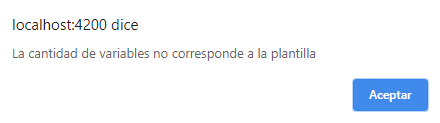 localhost:4200 dice
La cantidad de variables no corresponde a la plantilla
Aceptar